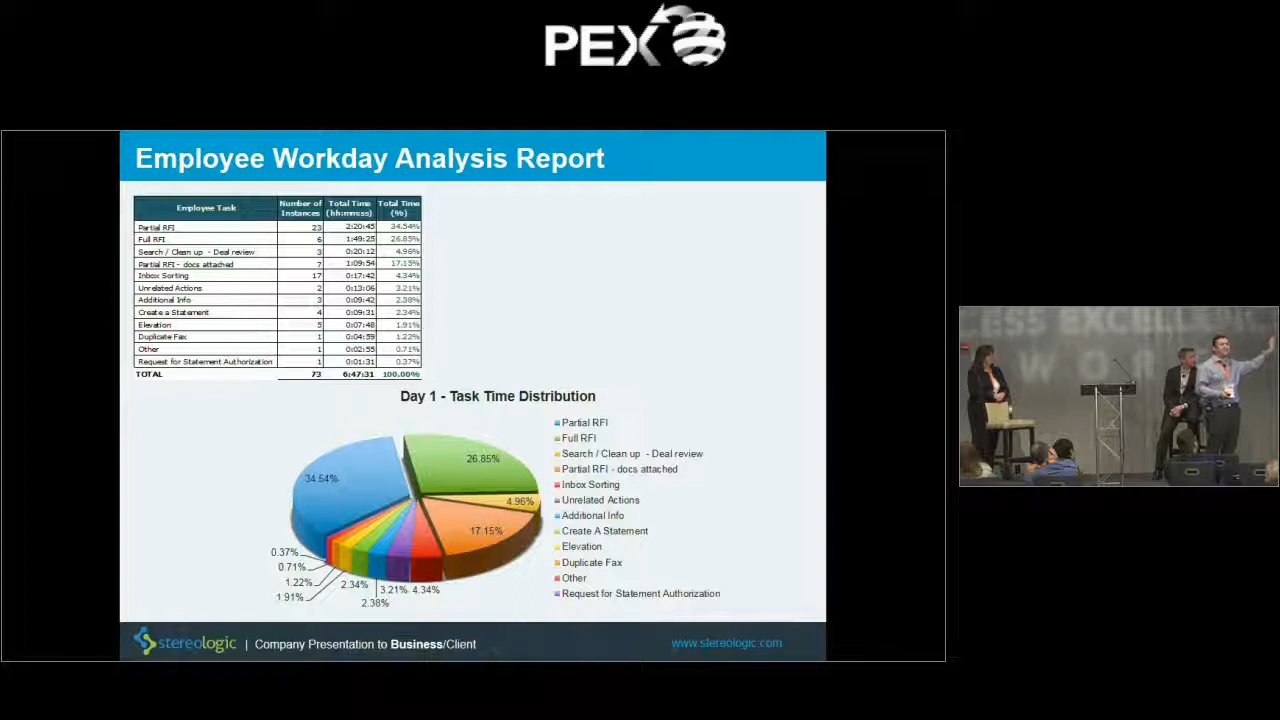 PEX
Employee Workday Analysis Report
Employee Task Number of Instances Total Time (hh:mm:ss) Total Time (%)
Partial RFI 23 2:20:45 34.54%
Full RFI 6 1:49:25 26.85%
Search / Clean up - Deal review 3 0:20:12 4.96%
Partial RFI - docs attached 7 1:09:54 17.15%
Inbox Sorting 17 0:17:42 4.34%
Unrelated Actions 2 0:13:06 3.21%
Additional Info 3 0:09:42 2.38%
Create a Statement 4 0:09:31 2.34%
Elevation 5 0:07:48 1.91%
Duplicate Fax 1 0:04:59 1.22%
Other 1 0:02:55 0.71%
Request for Statement Authorization 1 0:01:31 0.37%
TOTAL 73 6:47:31 100.00%
Day 1 - Task Time Distribution
34.54%
26.85%
4.96%
17.15%
4.34%
3.21%
2.38%
2.34%
1.91%
1.22%
0.71%
0.37%
Partial RFI
Full RFI
Search / Clean up - Deal review
Partial RFI - docs attached
Inbox Sorting
Unrelated Actions
Additional Info
Create A Statement
Elevation
Duplicate Fax
Other
Request for Statement Authorization
stereologic | Company Presentation to Business/Client
www.stereologic.com